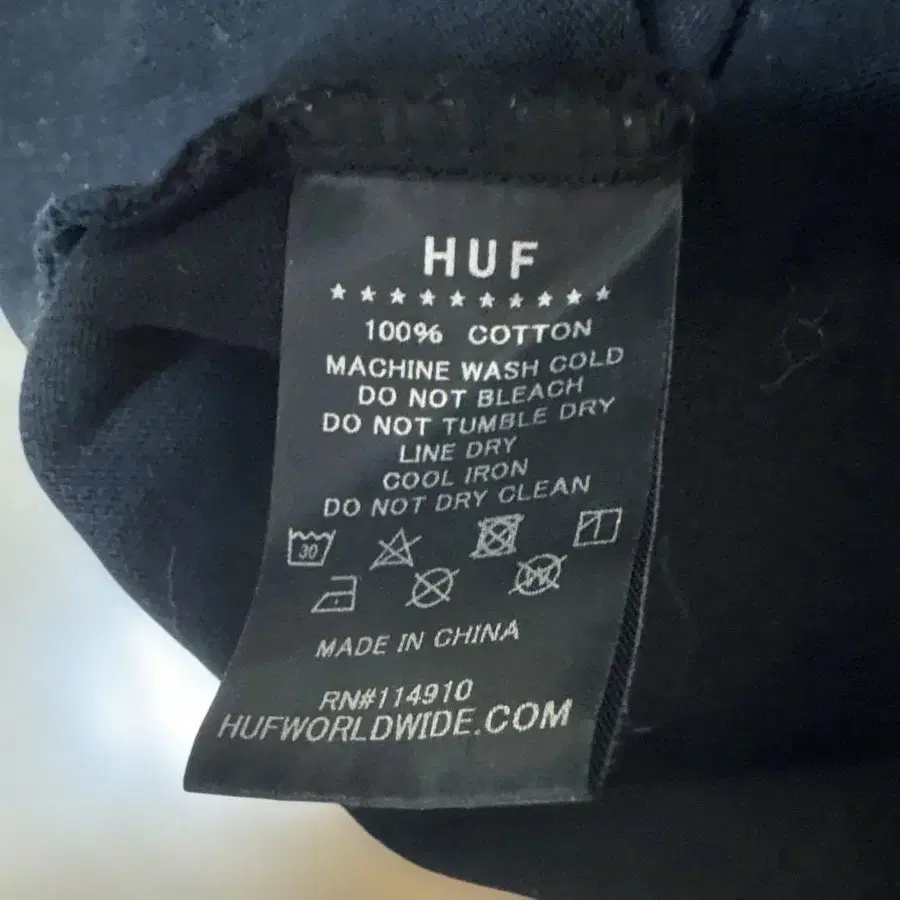 HUF
★★★★★★★★★★
100% COTTON
MACHINE WASH COLD
DO NOT BLEACH
DO NOT TUMBLE DRY
LINE DRY
COOL IRON
DO NOT DRY CLEAN
30
W
MADE IN CHINA
RN#114910
HUFWORLDWIDE.COM